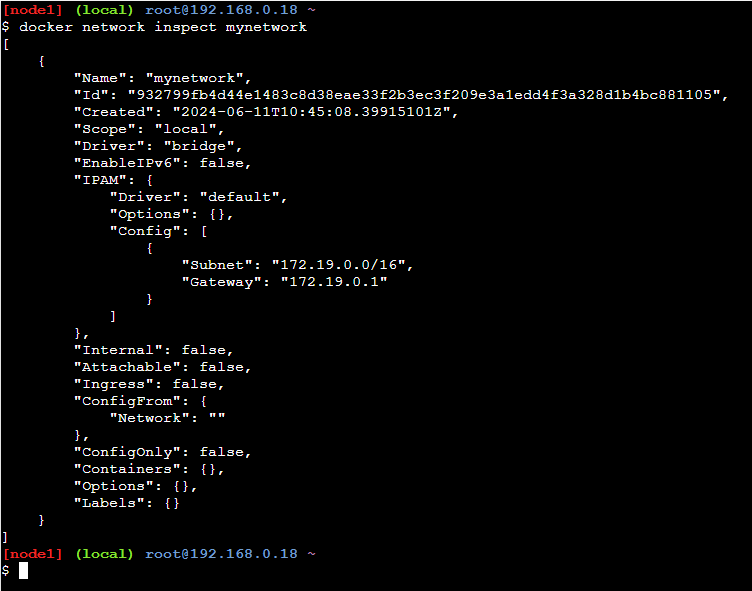 [node1] (local) root@192.168.0.18 ~
$ docker network inspect mynetwork
[
    {
        "Name": "mynetwork",
        "Id": "932799fb4d44e1483c8d38eae33f2b3ec3f209e3a1edd4f3a328d1b4bc881105",
        "Created": "2024-06-11T10:45:08.39915101Z",
        "Scope": "local",
        "Driver": "bridge",
        "EnableIPv6": false,
        "IPAM": {
            "Driver": "default",
            "Options": {},
            "Config": [
                {
                    "Subnet": "172.19.0.0/16",
                    "Gateway": "172.19.0.1"
                }
            ]
        },
        "Internal": false,
        "Attachable": false,
        "Ingress": false,
        "ConfigFrom": {
            "Network": ""
        },
        "ConfigOnly": false,
        "Containers": {},
        "Options": {},
        "Labels": {}
    }
]
[node1] (local) root@192.168.0.18 ~
$